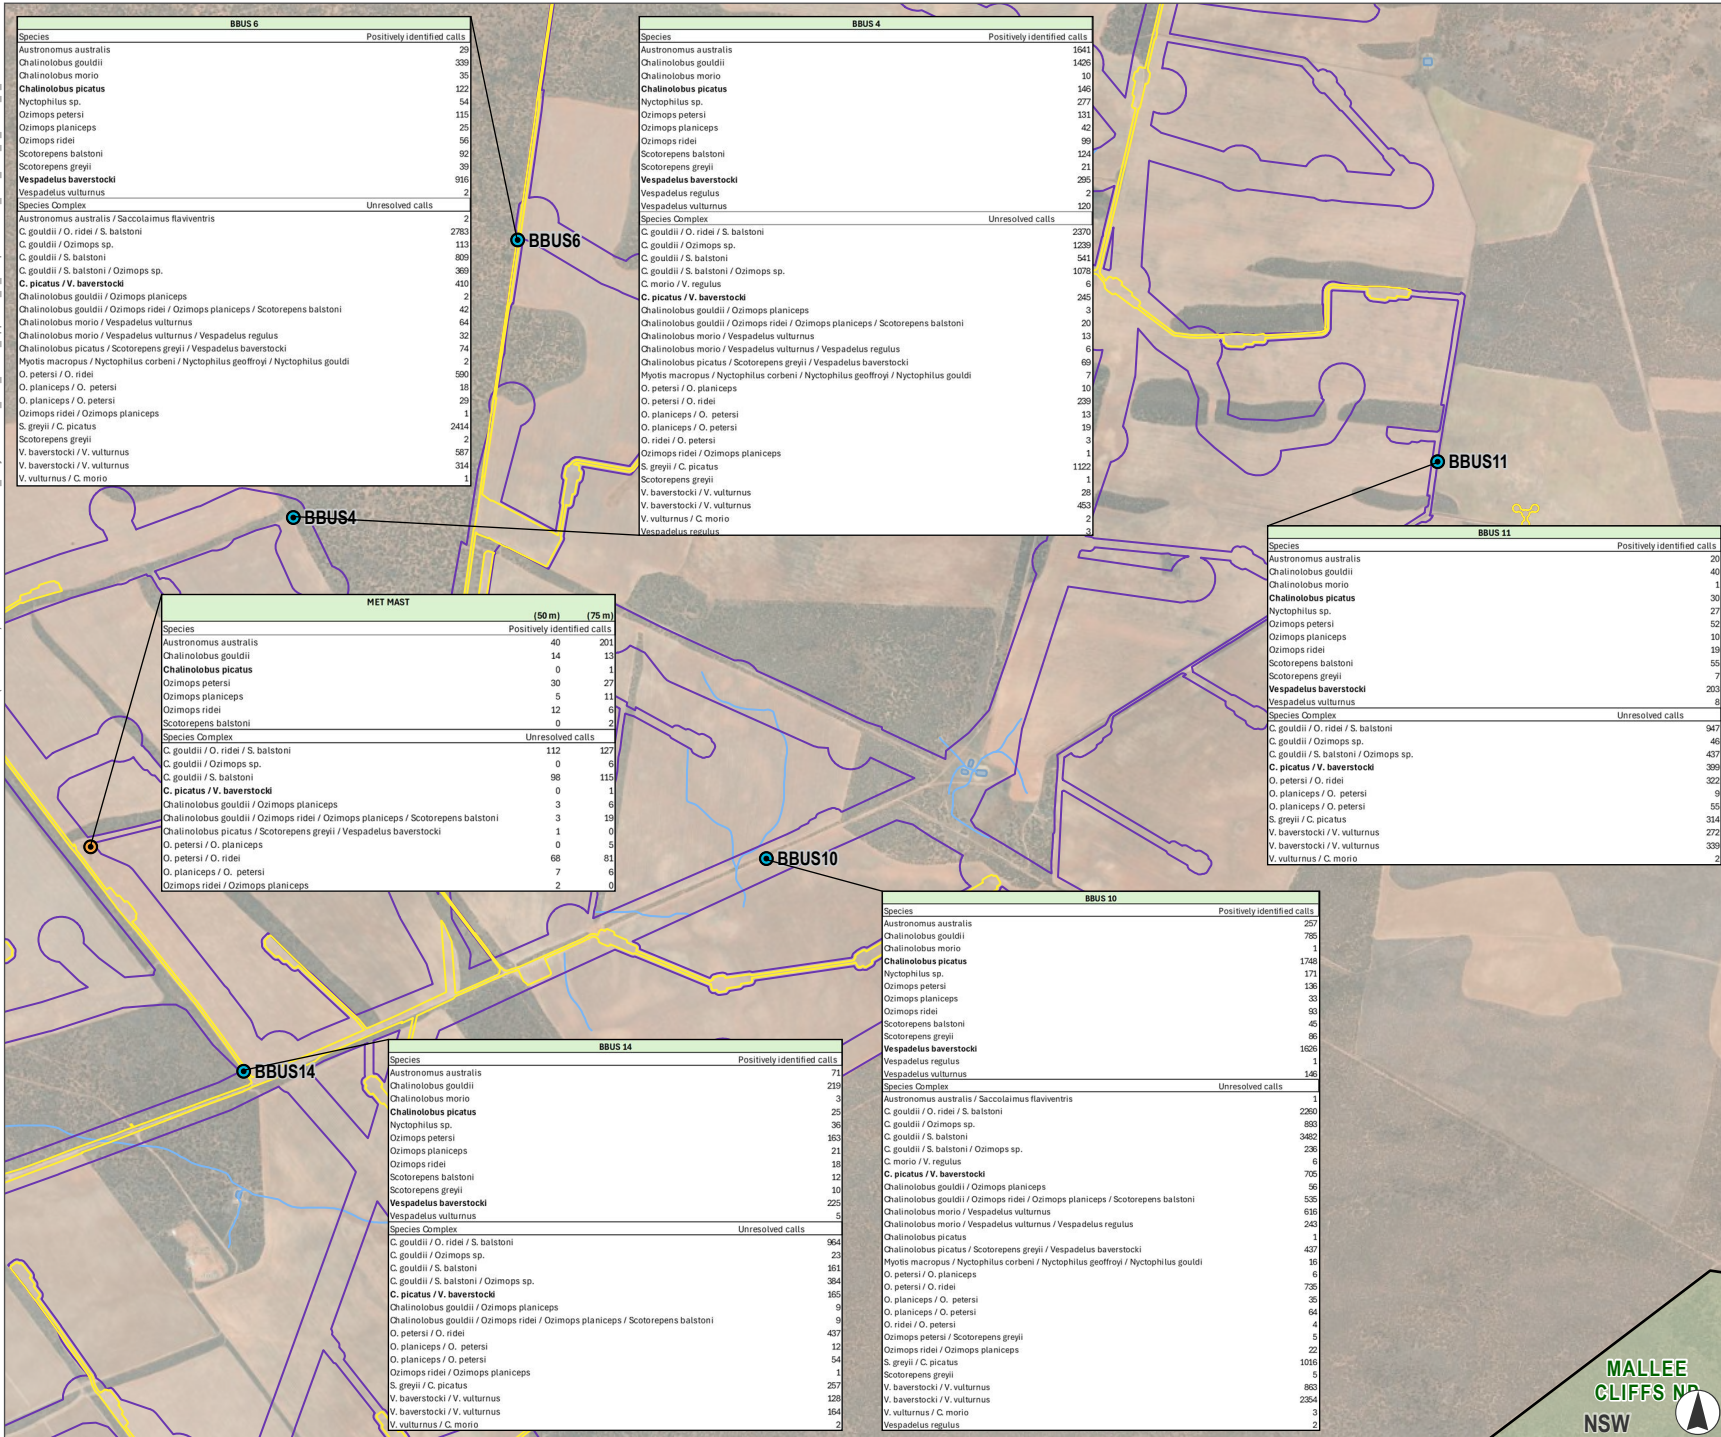 BBUS 6
Species Positively identified calls
Austronomus australis 29
Chalinolobus gouldii 339
Chalinolobus morio 35
Chalinolobus picatus 122
Nyctophilus sp. 54
Ozimops petersi 115
Ozimops planiceps 25
Ozimops ridei 56
Scotorepens balstoni 92
Scotorepens greyii 39
Vespadelus baverstocki 916
Vespadelus vulturnus 2
Species Complex Unresolved calls
Austronomus australis / Saccolaimus flaviventris 2
C. gouldii / O. ridei / S. balstoni 2783
C. gouldii / Ozimops sp. 113
C. gouldii / S. balstoni 809
C. gouldii / S. balstoni / Ozimops sp. 369
C. picatus / V. baverstocki 410
Chalinolobus gouldii / Ozimops planiceps 2
Chalinolobus gouldii / Ozimops ridei / Ozimops planiceps / Scotorepens balstoni 42
Chalinolobus morio / Vespadelus vulturnus 64
Chalinolobus morio / Vespadelus vulturnus / Vespadelus regulus 32
Chalinolobus picatus / Scotorepens greyii / Vespadelus baverstocki 74
Myotis macropus / Nyctophilus corbeni / Nyctophilus geoffroyi / Nyctophilus gouldi 2
O. petersi / O. ridei 590
O. planiceps / O. petersi 18
O. planiceps / O. petersi 29
Ozimops ridei / Ozimops planiceps 1
S. greyii / C. picatus 2414
Scotorepens greyii 2
V. baverstocki / V. vulturnus 587
V. baverstocki / V. vulturnus 314
V. vulturnus / C. morio 1
BBUS 4
Species Positively identified calls
Austronomus australis 1641
Chalinolobus gouldii 1426
Chalinolobus morio 10
Chalinolobus picatus 146
Nyctophilus sp. 277
Ozimops petersi 131
Ozimops planiceps 42
Ozimops ridei 99
Scotorepens balstoni 124
Scotorepens greyii 21
Vespadelus baverstocki 295
Vespadelus regulus 2
Vespadelus vulturnus 120
Species Complex Unresolved calls
C. gouldii / O. ridei / S. balstoni 2370
C. gouldii / Ozimops sp. 1239
C. gouldii / S. balstoni 541
C. gouldii / S. balstoni / Ozimops sp. 1078
C. morio / V. regulus 6
C. picatus / V. baverstocki 245
Chalinolobus gouldii / Ozimops planiceps 3
Chalinolobus gouldii / Ozimops ridei / Ozimops planiceps / Scotorepens balstoni 20
Chalinolobus morio / Vespadelus vulturnus 13
Chalinolobus morio / Vespadelus vulturnus / Vespadelus regulus 6
Chalinolobus picatus / Scotorepens greyii / Vespadelus baverstocki 69
Myotis macropus / Nyctophilus corbeni / Nyctophilus geoffroyi / Nyctophilus gouldi 7
O. petersi / O. planiceps 10
O. petersi / O. ridei 239
O. planiceps / O. petersi 13
O. planiceps / O. petersi 19
O. ridei / O. petersi 3
Ozimops ridei / Ozimops planiceps 1
S. greyii / C. picatus 1122
Scotorepens greyii 1
V. baverstocki / V. vulturnus 28
V. baverstocki / V. vulturnus 453
V. vulturnus / C. morio 2
Vespadelus regulus 3
BBUS6
BBUS4
BBUS11
BBUS 11
Species Positively identified calls
Austronomus australis 20
Chalinolobus gouldii 40
Chalinolobus morio 1
Chalinolobus picatus 30
Nyctophilus sp. 27
Ozimops petersi 52
Ozimops planiceps 10
Ozimops ridei 19
Scotorepens balstoni 55
Scotorepens greyii 7
Vespadelus baverstocki 203
Vespadelus vulturnus 8
Species Complex Unresolved calls
C. gouldii / O. ridei / S. balstoni 947
C. gouldii / Ozimops sp. 46
C. gouldii / S. balstoni / Ozimops sp. 437
C. picatus / V. baverstocki 399
O. petersi / O. ridei 322
O. planiceps / O. petersi 9
O. planiceps / O. petersi 55
S. greyii / C. picatus 314
V. baverstocki / V. vulturnus 272
V. baverstocki / V. vulturnus 339
V. vulturnus / C. morio 2
MET MAST
(50 m) (75 m)
Species Positively identified calls
Austronomus australis 40 201
Chalinolobus gouldii 14 13
Chalinolobus picatus 0 1
Ozimops petersi 30 27
Ozimops planiceps 5 11
Ozimops ridei 12 6
Scotorepens balstoni 0 2
Species Complex Unresolved calls
C. gouldii / O. ridei / S. balstoni 112 127
C. gouldii / Ozimops sp. 0 6
C. gouldii / S. balstoni 98 115
C. picatus / V. baverstocki 0 1
Chalinolobus gouldii / Ozimops planiceps 3 6
Chalinolobus gouldii / Ozimops ridei / Ozimops planiceps / Scotorepens balstoni 3 19
Chalinolobus picatus / Scotorepens greyii / Vespadelus baverstocki 1 0
O. petersi / O. planiceps 0 5
O. petersi / O. ridei 68 81
O. planiceps / O. petersi 7 6
Ozimops ridei / Ozimops planiceps 2 0
BBUS10
BBUS 10
Species Positively identified calls
Austronomus australis 257
Chalinolobus gouldii 785
Chalinolobus morio 1
Chalinolobus picatus 1748
Nyctophilus sp. 171
Ozimops petersi 136
Ozimops planiceps 33
Ozimops ridei 93
Scotorepens balstoni 45
Scotorepens greyii 86
Vespadelus baverstocki 1626
Vespadelus regulus 1
Vespadelus vulturnus 146
Species Complex Unresolved calls
Austronomus australis / Saccolaimus flaviventris 1
C. gouldii / O. ridei / S. balstoni 2260
C. gouldii / Ozimops sp. 893
C. gouldii / S. balstoni 3482
C. gouldii / S. balstoni / Ozimops sp. 236
C. morio / V. regulus 6
C. picatus / V. baverstocki 705
Chalinolobus gouldii / Ozimops planiceps 56
Chalinolobus gouldii / Ozimops ridei / Ozimops planiceps / Scotorepens balstoni 535
Chalinolobus morio / Vespadelus vulturnus 616
Chalinolobus morio / Vespadelus vulturnus / Vespadelus regulus 243
Chalinolobus picatus 1
Chalinolobus picatus / Scotorepens greyii / Vespadelus baverstocki 437
Myotis macropus / Nyctophilus corbeni / Nyctophilus geoffroyi / Nyctophilus gouldi 16
O. petersi / O. planiceps 6
O. petersi / O. ridei 735
O. planiceps / O. petersi 35
O. planiceps / O. petersi 64
O. ridei / O. petersi 4
Ozimops petersi / Scotorepens greyii 5
Ozimops ridei / Ozimops planiceps 22
S. greyii / C. picatus 1016
Scotorepens greyii 5
V. baverstocki / V. vulturnus 863
V. baverstocki / V. vulturnus 2354
V. vulturnus / C. morio 3
Vespadelus regulus 2
BBUS14
BBUS 14
Species Positively identified calls
Austronomus australis 71
Chalinolobus gouldii 219
Chalinolobus morio 3
Chalinolobus picatus 25
Nyctophilus sp. 36
Ozimops petersi 163
Ozimops planiceps 21
Ozimops ridei 18
Scotorepens balstoni 12
Scotorepens greyii 10
Vespadelus baverstocki 225
Vespadelus vulturnus 5
Species Complex Unresolved calls
C. gouldii / O. ridei / S. balstoni 964
C. gouldii / Ozimops sp. 23
C. gouldii / S. balstoni 161
C. gouldii / S. balstoni / Ozimops sp. 384
C. picatus / V. baverstocki 165
Chalinolobus gouldii / Ozimops planiceps 9
Chalinolobus gouldii / Ozimops ridei / Ozimops planiceps / Scotorepens balstoni 9
O. petersi / O. ridei 437
O. planiceps / O. petersi 12
O. planiceps / O. petersi 54
Ozimops ridei / Ozimops planiceps 1
S. greyii / C. picatus 257
V. baverstocki / V. vulturnus 128
V. baverstocki / V. vulturnus 164
V. vulturnus / C. morio 2
MALLEE
CLIFFS NP
NSW